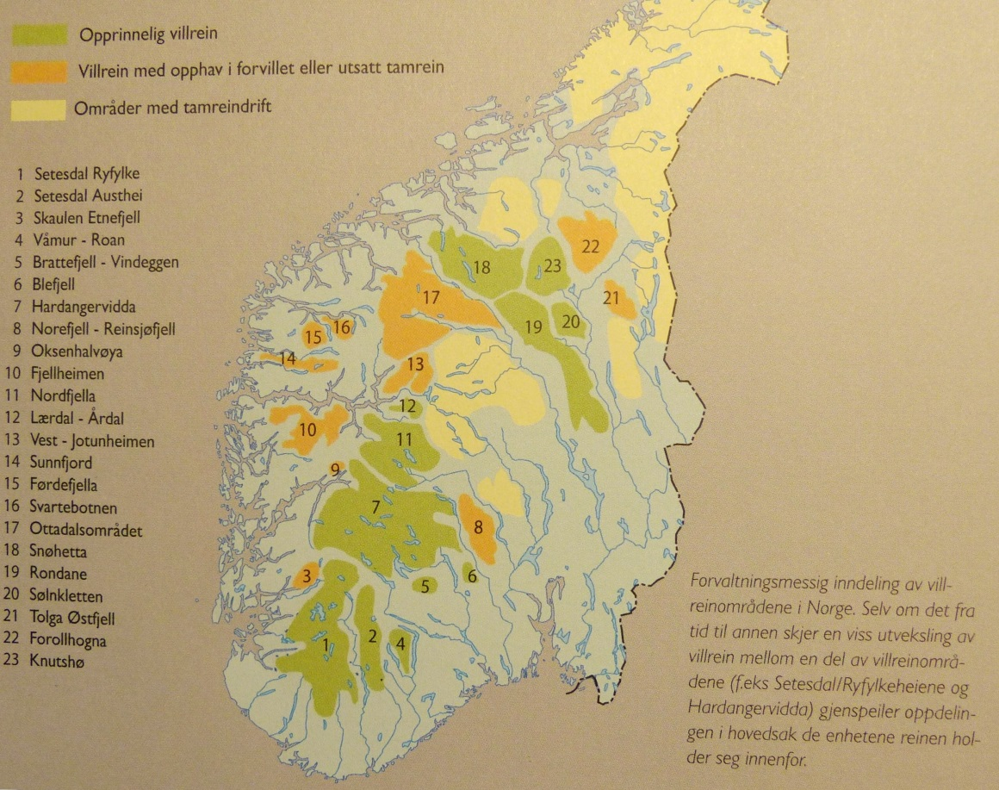 Opprinnelig villrein
Villrein med opphav i forvillet eller utsatt tamrein
Områder med tamreindrift
1 Setesdal Ryfylke
2 Setesdal Austhei
3 Skaulen Etnefjell
4 Våmur - Roan
5 Brattefjell - Vindeggen
6 Blefjell
7 Hardangervidda
8 Norefjell - Reinsjøfjell
9 Oksenhalvøya
10 Fjellheimen
11 Nordfjella
12 Lærdal - Årdal
13 Vest - Jotunheimen
14 Sunnfjord
15 Førdefjella
16 Svartebotnen
17 Ottadalsområdet
18 Snøhetta
19 Rondane
20 Sølnkletten
21 Tolga Østfjell
22 Forollhogna
23 Knutshø
22
18
23
17
21
20
19
16
15
14
13
12
10
11
9
7
8
3
6
5
2
1
4
Forvaltningsmessig inndeling av vill-
reinområdene i Norge. Selv om det fra
tid til annen skjer en viss utveksling av
villrein mellom en del av villreinområ-
dene (f.eks Setesdal/Ryfylkeheiene og
Hardangervidda) gjenspeiler oppdelin-
gen i hovedsak de enhetene reinen hol-
der seg innenfor.